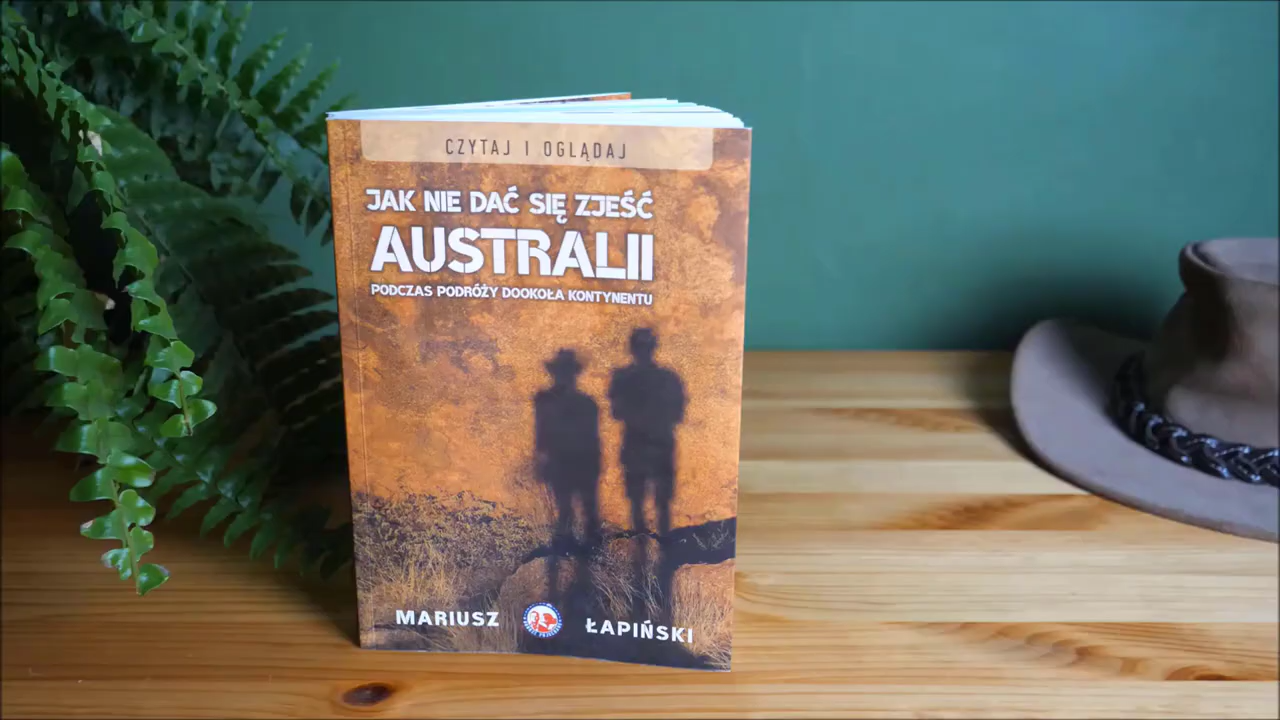 CZYTAJ I OGLĄDAJ
JAK NIE DAĆ SIĘ ZJEŚĆ
AUSTRALII
PODCZAS PODRÓŻY DOOKOŁA KONTYNENTU
MARIUSZ ŁAPIŃSKI